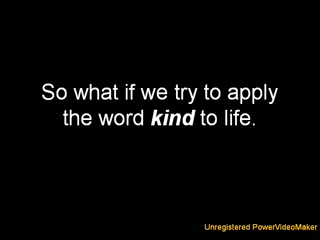 So what if we try to apply
the word kind to life.
Unregistered PowerVideoMaker